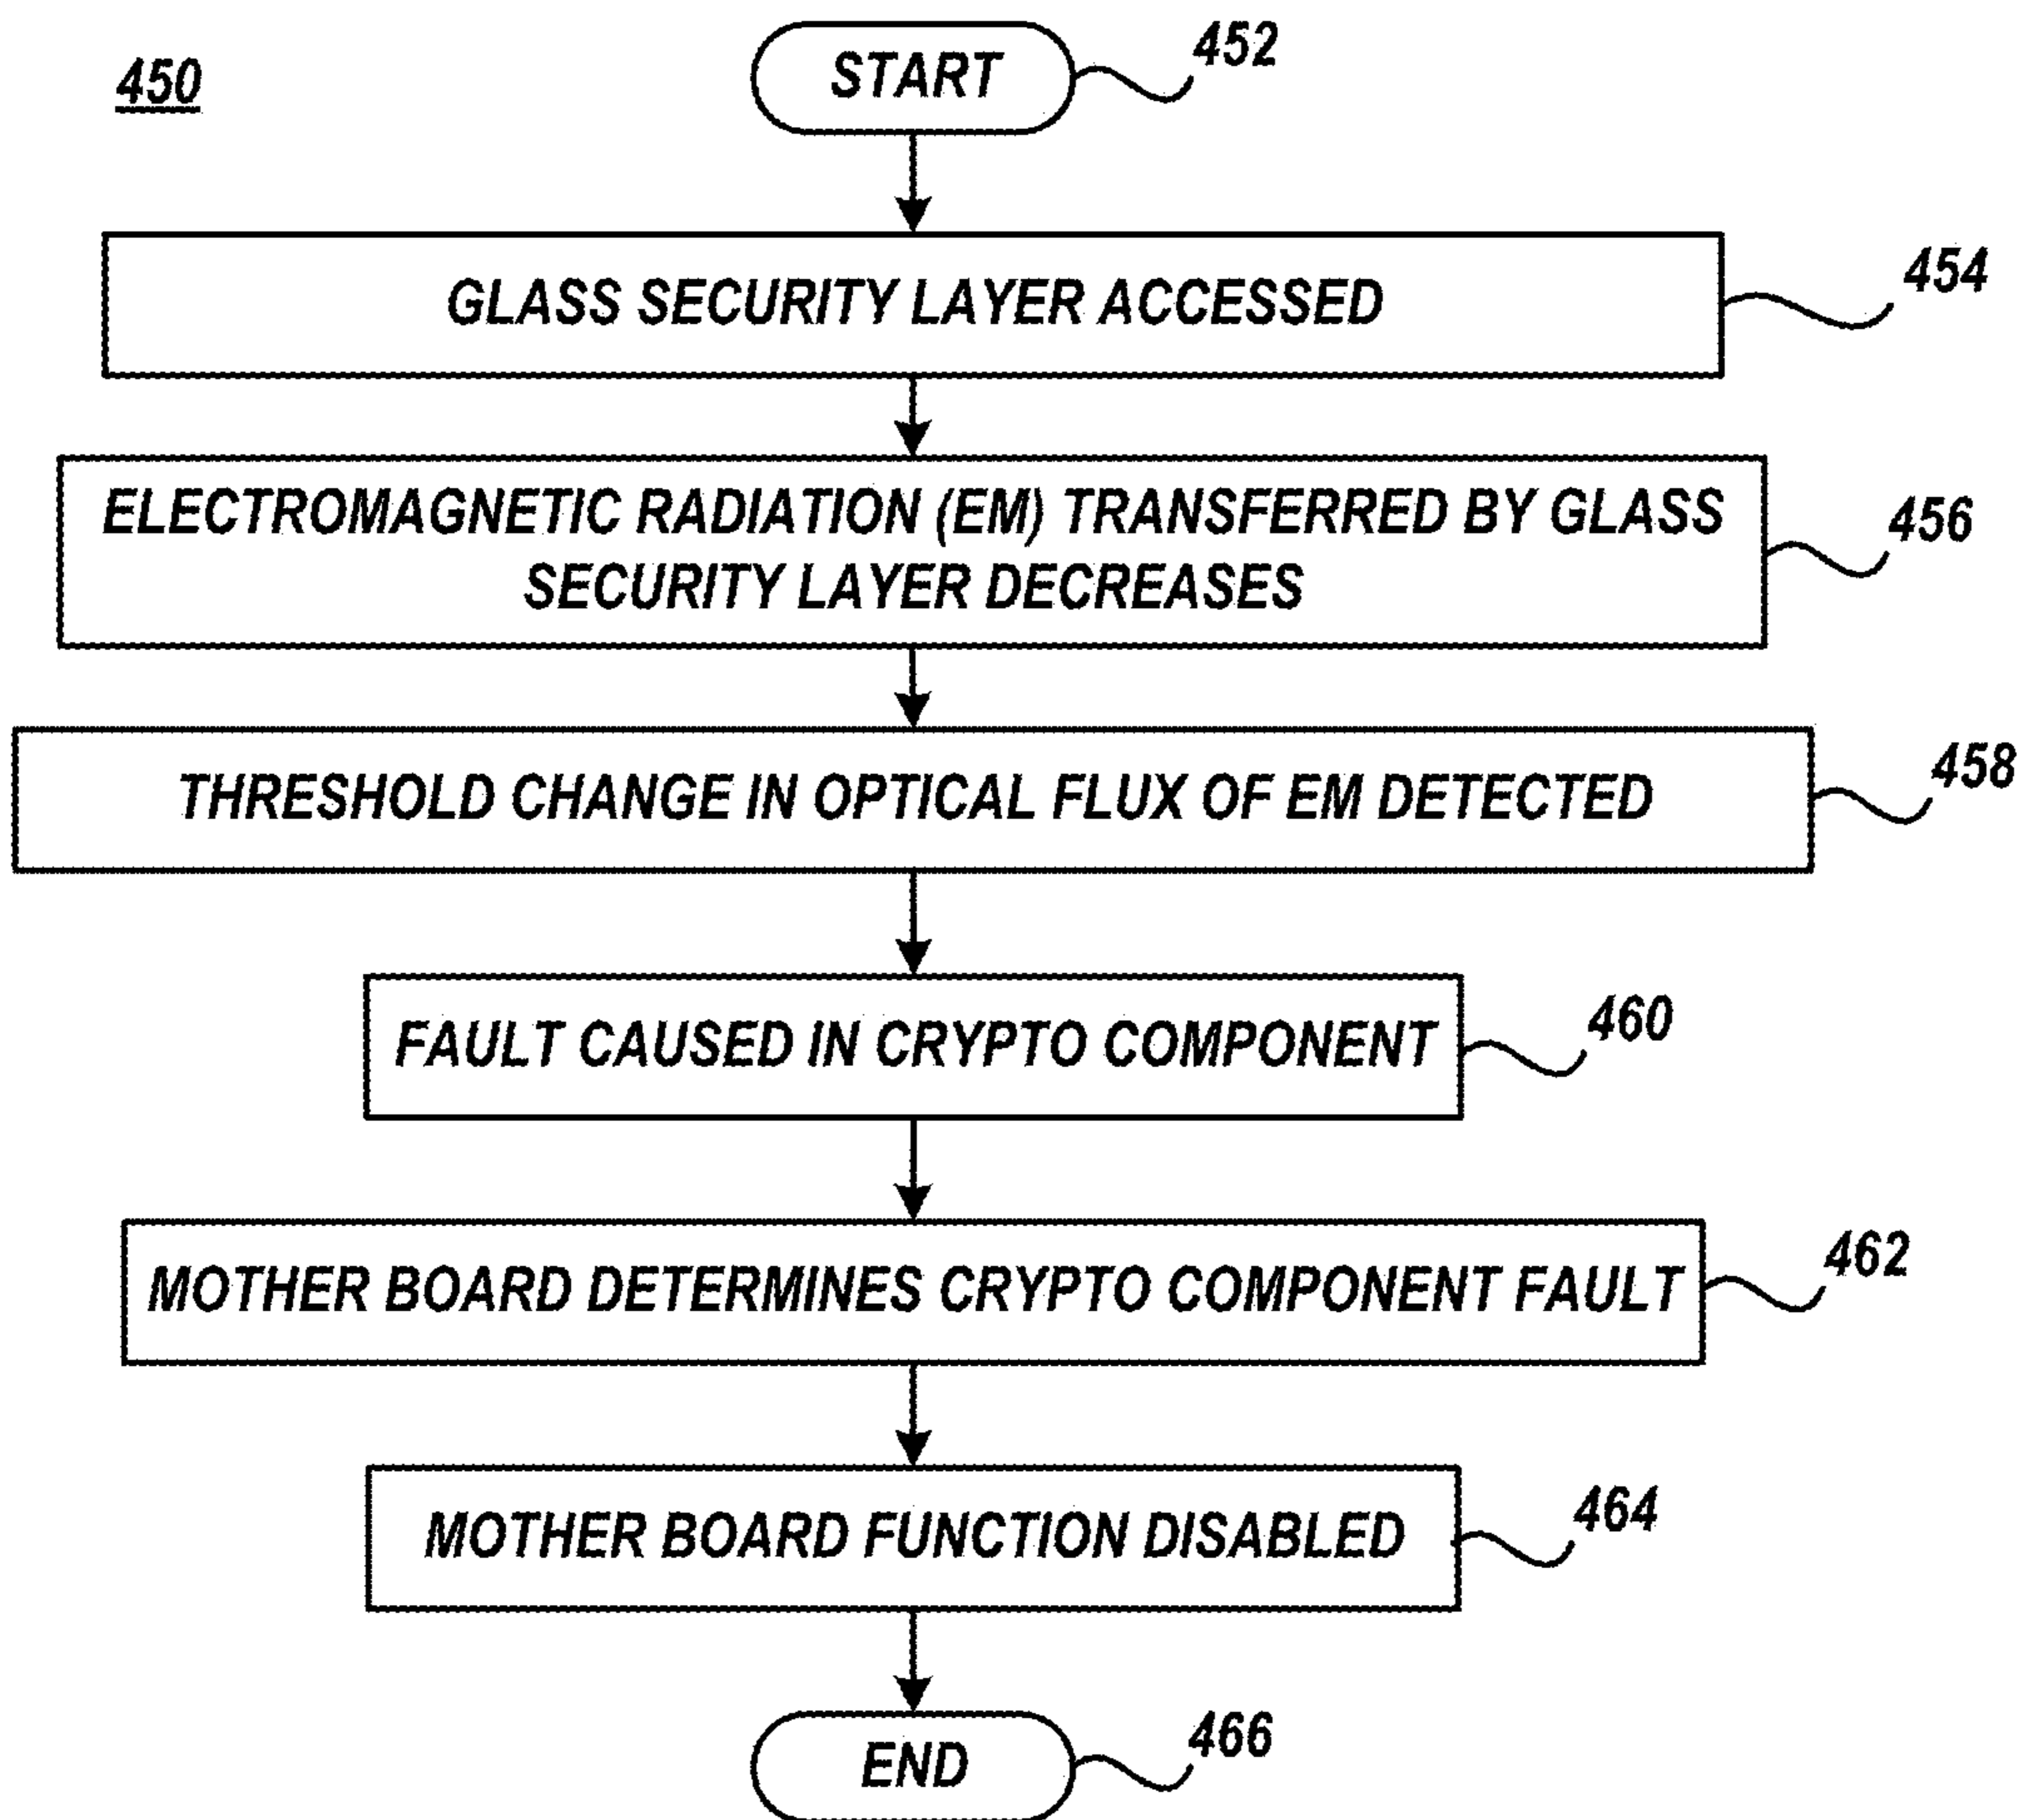 450
START
452
GLASS SECURITY LAYER ACCESSED
454
ELECTROMAGNETIC RADIATION (EM) TRANSFERRED BY GLASS
SECURITY LAYER DECREASES
456
THRESHOLD CHANGE IN OPTICAL FLUX OF EM DETECTED
458
FAULT CAUSED IN CRYPTO COMPONENT
460
MOTHER BOARD DETERMINES CRYPTO COMPONENT FAULT
462
MOTHER BOARD FUNCTION DISABLED
464
END
466